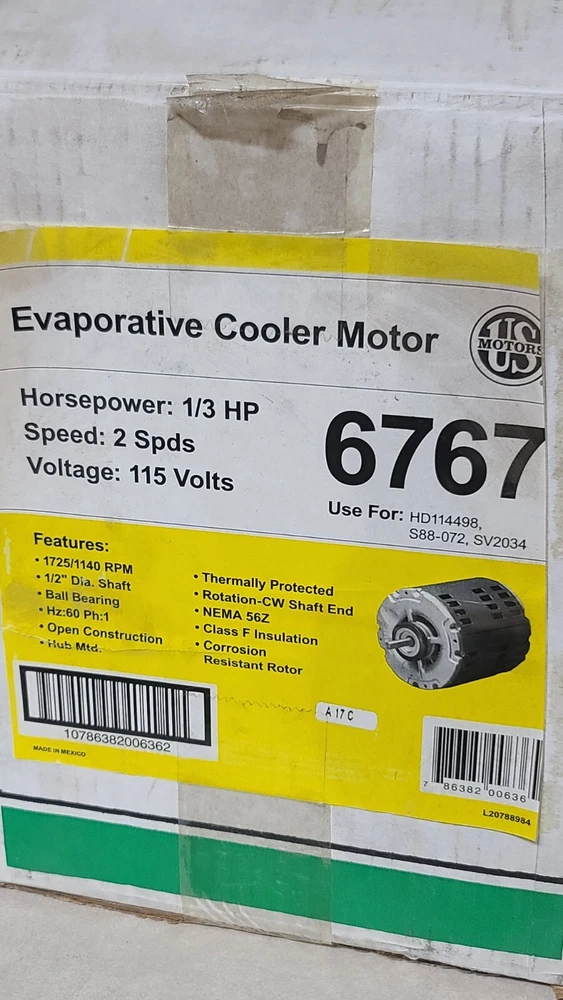 Evaporative Cooler Motor
US
MOTORS
Horsepower: 1/3 HP
Speed: 2 Spds
Voltage: 115 Volts
6767
Use For: HD114498,
S88-072, SV2034
Features:
• 1725/1140 RPM
• 1/2" Dia. Shaft
• Ball Bearing
• Hz:60 Ph:1
• Open Construction
• Hub Mtd.
• Thermally Protected
• Rotation-CW Shaft End
• NEMA 56Z
• Class F Insulation
• Corrosion
Resistant Rotor
A 17 C
10786382006362
MADE IN MEXICO
7 86382 00636
L20788984